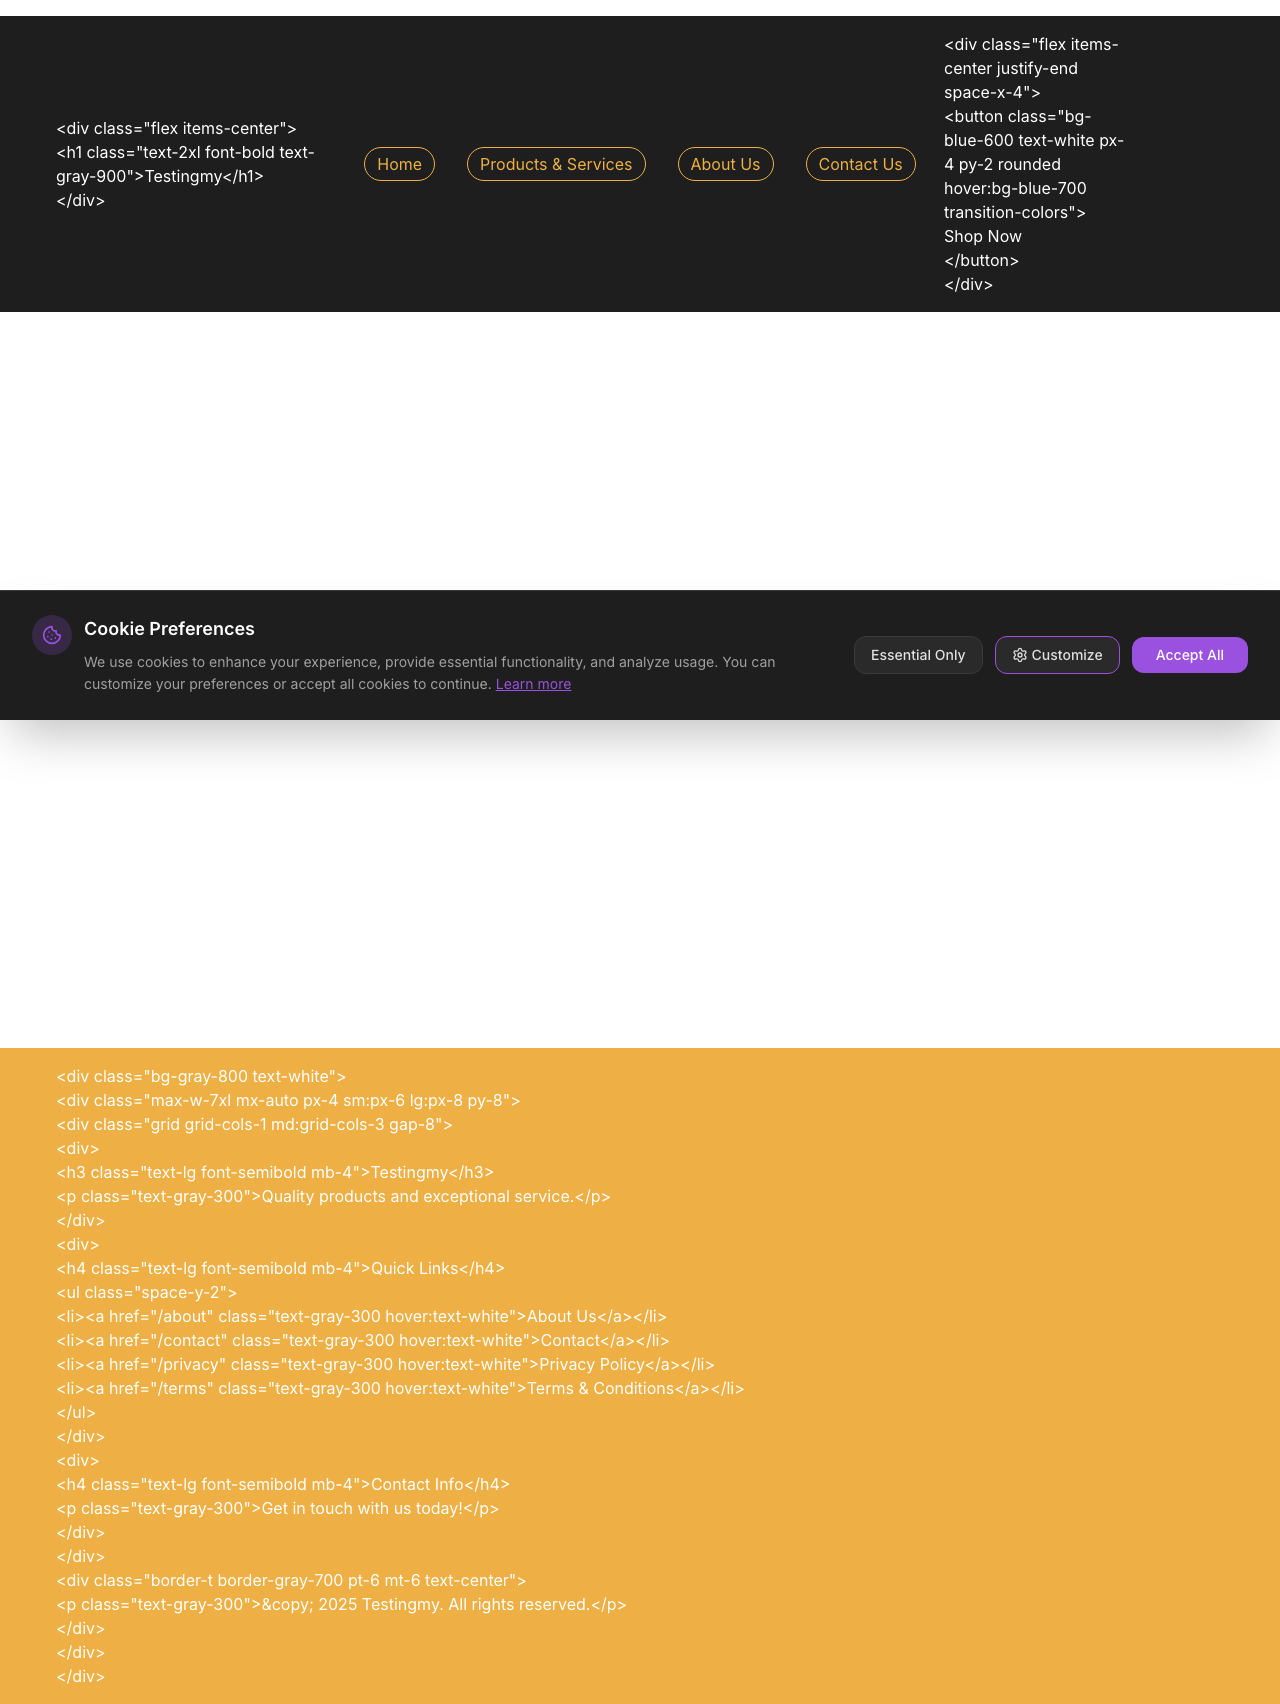 <div class="flex items-center">
<h1 class="text-2xl font-bold text-
gray-900">Testingmy</h1>
</div>
Home
Products & Services
About Us
Contact Us
<div class="flex items-
center justify-end
space-x-4">
<button class="bg-
blue-600 text-white px-
4 py-2 rounded
hover:bg-blue-700
transition-colors">
Shop Now
</button>
</div>
Cookie Preferences
We use cookies to enhance your experience, provide essential functionality, and analyze usage. You can
customize your preferences or accept all cookies to continue. Learn more
Essential Only
Customize
Accept All
<div class="bg-gray-800 text-white">
<div class="max-w-7xl mx-auto px-4 sm:px-6 lg:px-8 py-8">
<div class="grid grid-cols-1 md:grid-cols-3 gap-8">
<div>
<h3 class="text-lg font-semibold mb-4">Testingmy</h3>
<p class="text-gray-300">Quality products and exceptional service.</p>
</div>
<div>
<h4 class="text-lg font-semibold mb-4">Quick Links</h4>
<ul class="space-y-2">
<li><a href="/about" class="text-gray-300 hover:text-white">About Us</a></li>
<li><a href="/contact" class="text-gray-300 hover:text-white">Contact</a></li>
<li><a href="/privacy" class="text-gray-300 hover:text-white">Privacy Policy</a></li>
<li><a href="/terms" class="text-gray-300 hover:text-white">Terms & Conditions</a></li>
</ul>
</div>
<div>
<h4 class="text-lg font-semibold mb-4">Contact Info</h4>
<p class="text-gray-300">Get in touch with us today!</p>
</div>
</div>
<div class="border-t border-gray-700 pt-6 mt-6 text-center">
<p class="text-gray-300">&copy; 2025 Testingmy. All rights reserved.</p>
</div>
</div>
</div>